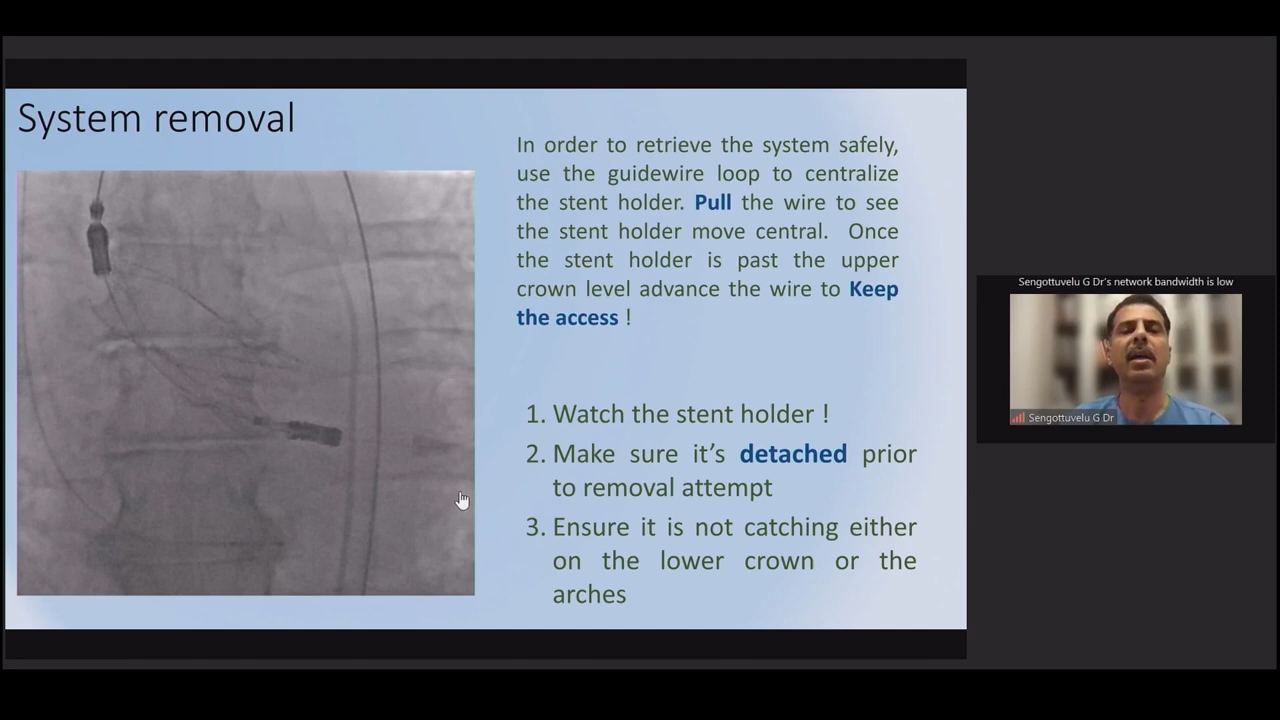 System removal
In order to retrieve the system safely,
use the guidewire loop to centralize
the stent holder. Pull the wire to see
the stent holder move central. Once
the stent holder is past the upper
crown level advance the wire to Keep
the access !
1. Watch the stent holder !
2. Make sure it’s detached prior
to removal attempt
3. Ensure it is not catching either
on the lower crown or the
arches
Sengottuvelu G Dr's network bandwidth is low
Sengottuvelu G Dr